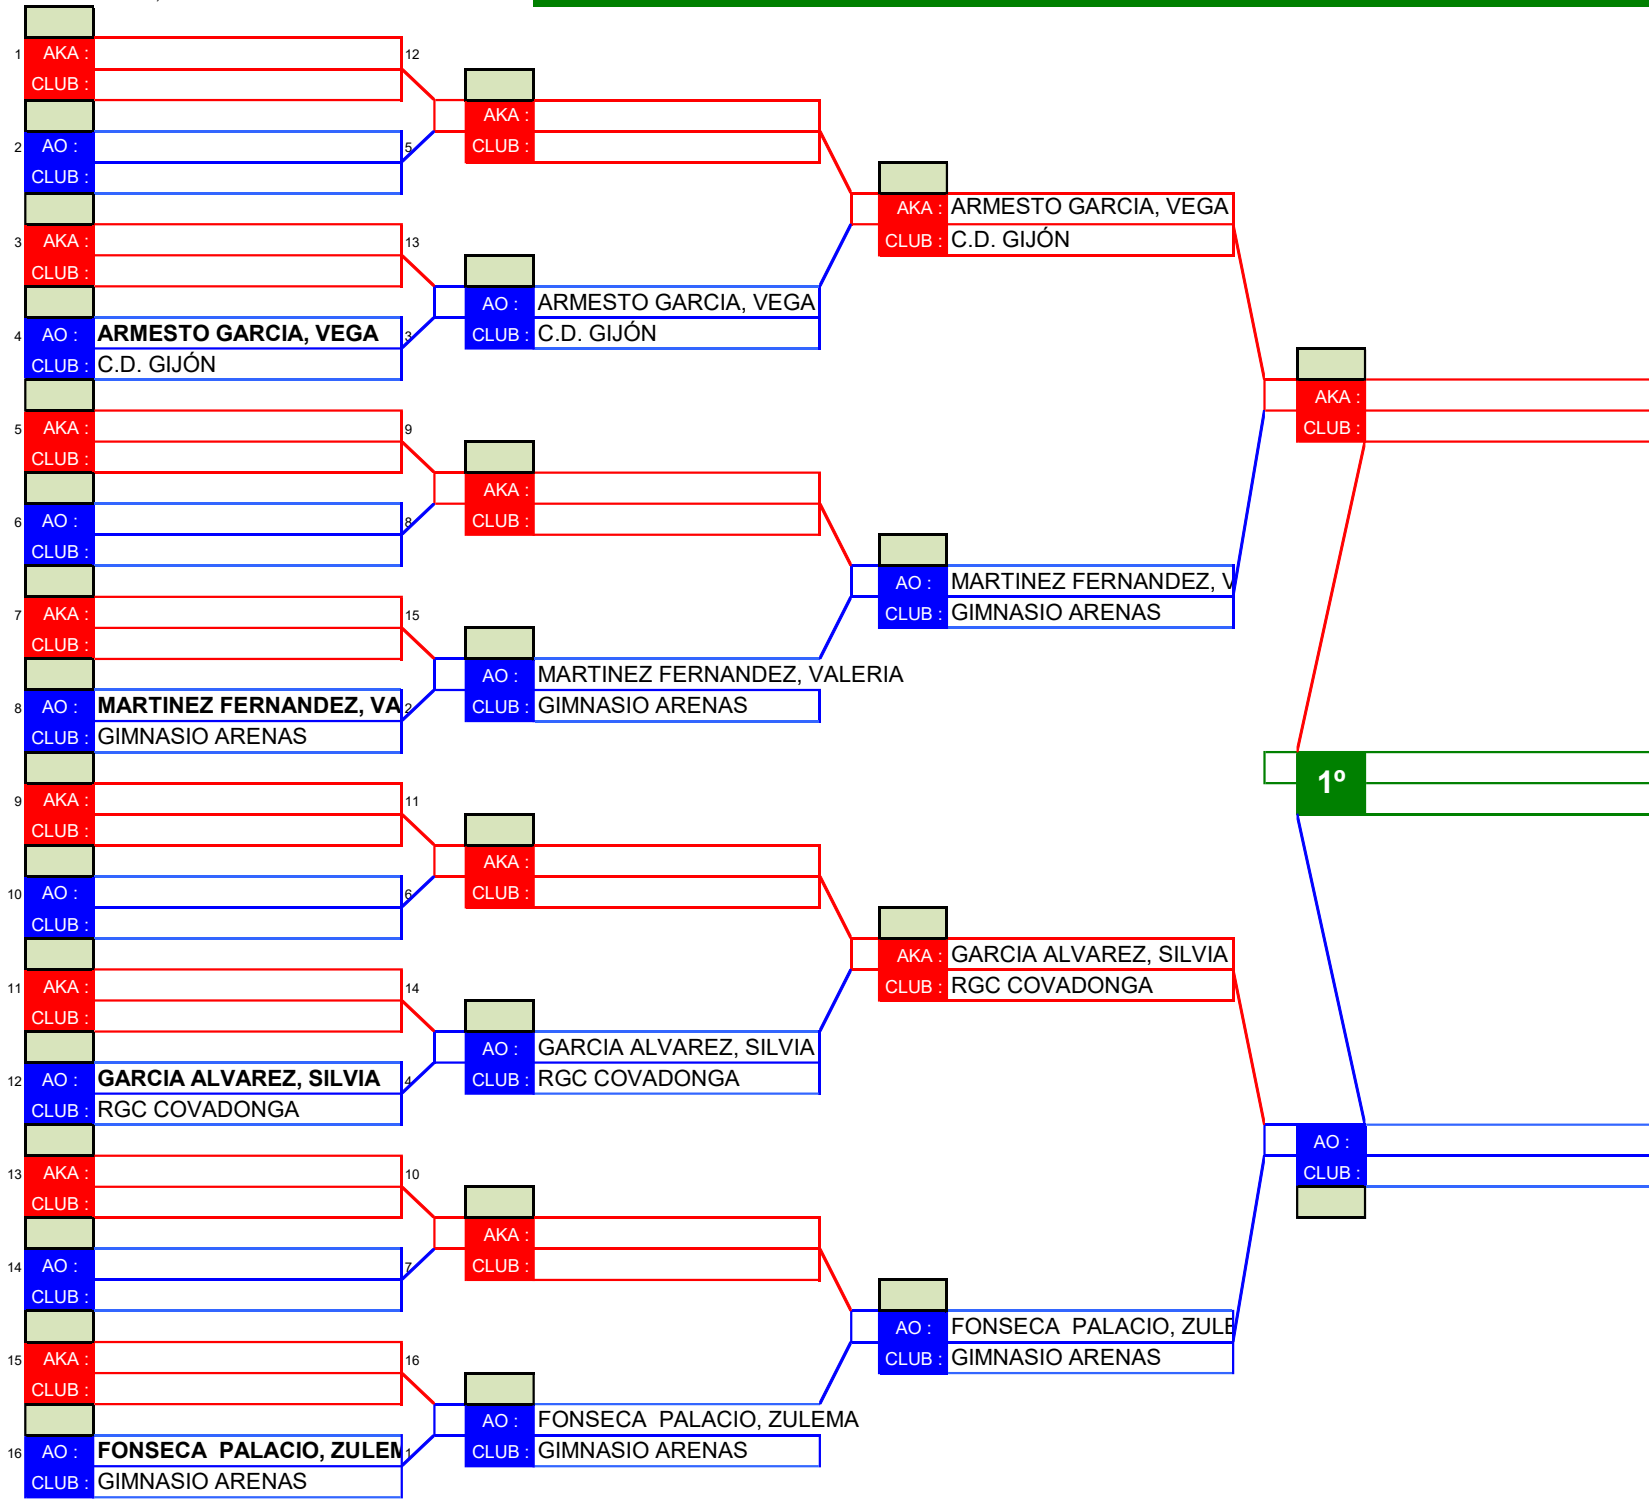 1 AKA : 12
CLUB :
2 AO : 5
CLUB :
3 AKA : 13
CLUB :
4 AO : ARMESTO GARCIA, VEGA 3
CLUB : C.D. GIJÓN
5 AKA : 9
CLUB :
6 AO : 8
CLUB :
7 AKA : 15
CLUB :
8 AO : MARTINEZ FERNANDEZ, VA 2
CLUB : GIMNASIO ARENAS
9 AKA : 11
CLUB :
10 AO : 6
CLUB :
11 AKA : 14
CLUB :
12 AO : GARCIA ALVAREZ, SILVIA 4
CLUB : RGC COVADONGA
13 AKA : 10
CLUB :
14 AO : 7
CLUB :
15 AKA : 16
CLUB :
16 AO : FONSECA PALACIO, ZULEM 1
CLUB : GIMNASIO ARENAS
AKA :
CLUB :
AO : ARMESTO GARCIA, VEGA
CLUB : C.D. GIJÓN
AKA :
CLUB :
AO : MARTINEZ FERNANDEZ, VALERIA
CLUB : GIMNASIO ARENAS
AKA :
CLUB :
AO : GARCIA ALVAREZ, SILVIA
CLUB : RGC COVADONGA
AKA :
CLUB :
AO : FONSECA PALACIO, ZULEMA
CLUB : GIMNASIO ARENAS
AKA : ARMESTO GARCIA, VEGA
CLUB : C.D. GIJÓN
AO : MARTINEZ FERNANDEZ, V
CLUB : GIMNASIO ARENAS
AKA : GARCIA ALVAREZ, SILVIA
CLUB : RGC COVADONGA
AO : FONSECA PALACIO, ZULE
CLUB : GIMNASIO ARENAS
AKA :
CLUB :
1º
AO :
CLUB :